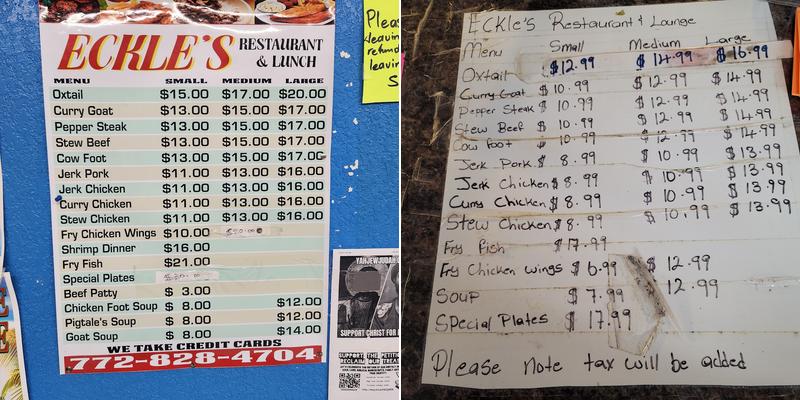 ECKLE'S RESTAURANT
& LUNCH
MENU SMALL MEDIUM LARGE
Oxtail $15.00 $17.00 $20.00
Curry Goat $13.00 $15.00 $17.00
Pepper Steak $13.00 $15.00 $17.00
Stew Beef $13.00 $15.00 $17.00
Cow Foot $13.00 $15.00 $17.00
Jerk Pork $11.00 $13.00 $16.00
Jerk Chicken $11.00 $13.00 $16.00
Curry Chicken $11.00 $13.00 $16.00
Stew Chicken $11.00 $13.00 $16.00
Fry Chicken Wings $10.00
Shrimp Dinner $16.00
Fry Fish $21.00
Special Plates
Beef Patty $ 3.00
Chicken Foot Soup $ 8.00 $12.00
Pigtale's Soup $ 8.00 $12.00
Goat Soup $ 8.00 $14.00
WE TAKE CREDIT CARDS
772-828-4704
Pleas
leavin
refund
leavin
YAHJEWJUDAH
SUPPORT CHRIST FOR
SUPPORT THE PETITI
RECLAIM OUR
Eckle's Restaurant & Lounge
Menu Small Medium Large
Oxtail $12.99 $14.99 $16.99
Curry Goat $10.99 $12.99 $14.99
Pepper Steak $10.99 $12.99 $14.99
Stew Beef $10.99 $12.99 $14.99
Cow foot $10.99 $12.99 $14.99
Jerk Pork $8.99 $10.99 $13.99
Jerk Chicken $8.99 $10.99 $13.99
Curry Chicken $8.99 $10.99 $13.99
Stew Chicken $8.99 $10.99 $13.99
Fry Fish $17.99
Fry Chicken wings $6.99 $12.99
Soup $7.99 12.99
Special Plates $17.99
Please Note tax will be added